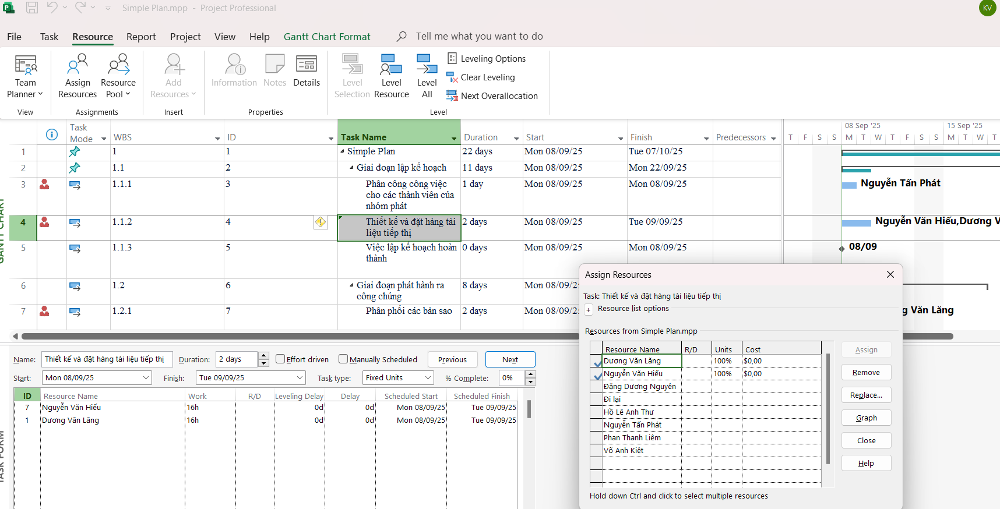 Simple Plan.mpp - Project Professional
KV
File Task Resource Report Project View Help Gantt Chart Format Tell me what you want to do
Team Planner
Assign Resources
Resource Pool
Add Resources
Information
Notes
Details
Level Selection
Level Resource
Level All
Leveling Options
Clear Leveling
Next Overallocation
View Assignments Insert Properties Level
Task Mode WBS ID Task Name Duration Start Finish Predecessors
08 Sep '25 15 Sep '25
T F S S M T W T F S S M T W T
1 1 1 Simple Plan 22 days Mon 08/09/25 Tue 07/10/25
2 1.1 2 Giai đoạn lập kế hoạch 11 days Mon 08/09/25 Mon 22/09/25
3 1.1.1 3 Phân công công việc 1 day Mon 08/09/25 Mon 08/09/25 Nguyễn Tấn Phát
cho các thành viên của
nhóm phát
4 1.1.2 4 Thiết kế và đặt hàng tài 2 days Mon 08/09/25 Tue 09/09/25 Nguyễn Văn Hiếu,Dương V
liệu tiếp thị
5 1.1.3 5 Việc lập kế hoạch hoàn 0 days Mon 08/09/25 Mon 08/09/25 08/09
thành
6 1.2 6 Giai đoạn phát hành ra 8 days Mon 08/09/2
công chúng
7 1.2.1 7 Phân phối các bản sao 2 days Mon 08/09/2 g Văn Lăng
GANTT CHART
Name: Thiết kế và đặt hàng tài liệu tiếp thị Duration: 2 days Effort driven Manually Scheduled Previous Next
Start: Mon 08/09/25 Finish: Tue 09/09/25 Task type: Fixed Units % Complete: 0%
ID Resource Name Work R/D Leveling Delay Delay Scheduled Start Scheduled Finish
7 Nguyễn Văn Hiếu 16h 0d 0d Mon 08/09/25 Tue 09/09/25
1 Dương Văn Lăng 16h 0d 0d Mon 08/09/25 Tue 09/09/25
TASK FORM
Assign Resources
Task: Thiết kế và đặt hàng tài liệu tiếp thị
+ Resource list options
Resources from Simple Plan.mpp
Resource Name R/D Units Cost
Dương Văn Lăng 100% $0,00
Nguyễn Văn Hiếu 100% $0,00
Đặng Dương Nguyên
Đi lại
Hồ Lê Anh Thư
Nguyễn Tấn Phát
Phan Thanh Liêm
Võ Anh Kiệt
Assign
Remove
Replace...
Graph
Close
Help
Hold down Ctrl and click to select multiple resources